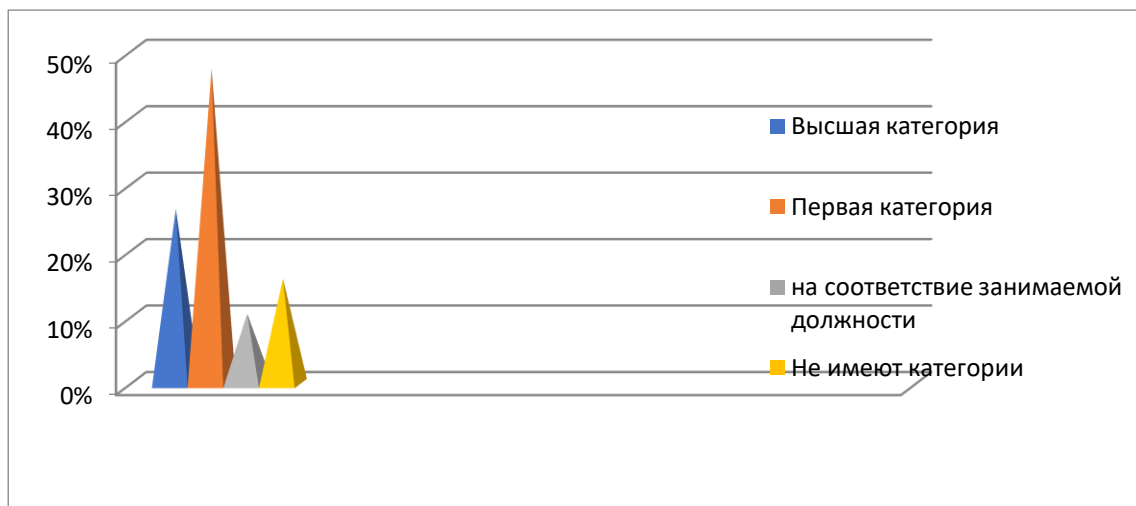 50%
40%
30%
20%
10%
0%
Высшая категория
Первая категория
на соответствие занимаемой
должности
Не имеют категории